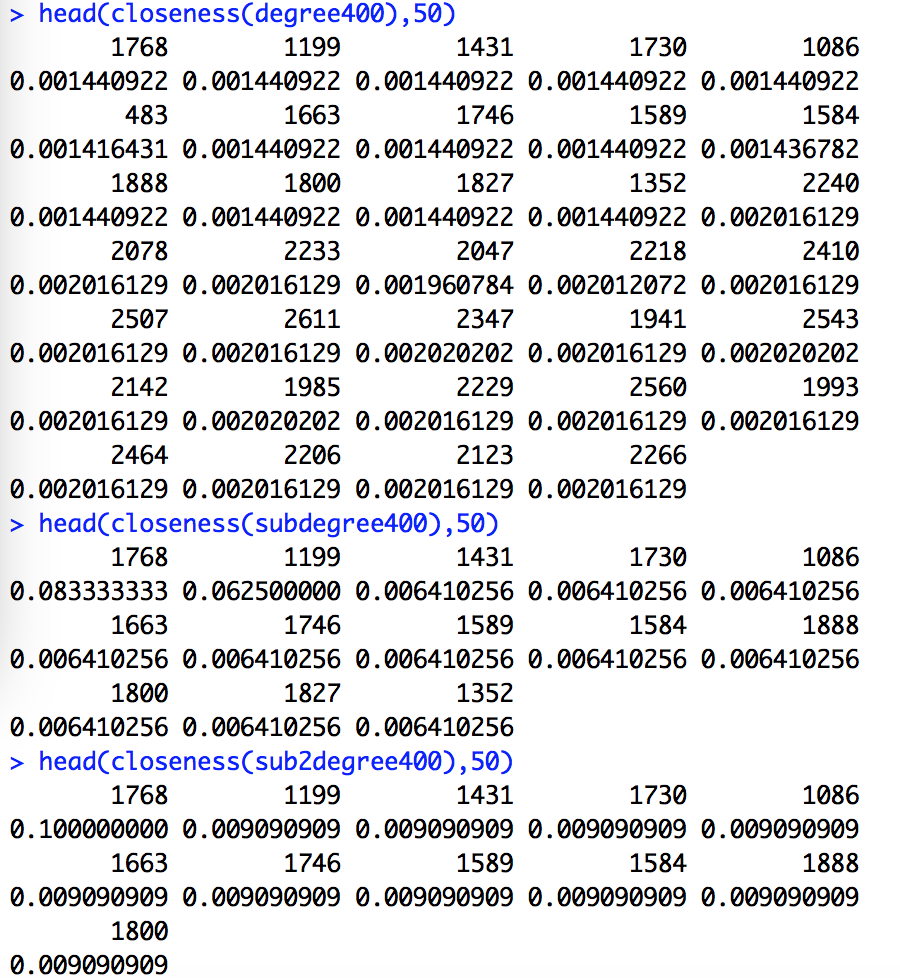 > head(closeness(degree400),50)
1768 1199 1431 1730 1086
0.001440922 0.001440922 0.001440922 0.001440922 0.001440922
483 1663 1746 1589 1584
0.001416431 0.001440922 0.001440922 0.001440922 0.001436782
1888 1800 1827 1352 2240
0.001440922 0.001440922 0.001440922 0.001440922 0.002016129
2078 2233 2047 2218 2410
0.002016129 0.002016129 0.001960784 0.002012072 0.002016129
2507 2611 2347 1941 2543
0.002016129 0.002016129 0.002020202 0.002016129 0.002020202
2142 1985 2229 2560 1993
0.002016129 0.002020202 0.002016129 0.002016129 0.002016129
2464 2206 2123 2266
0.002016129 0.002016129 0.002016129 0.002016129
> head(closeness(subdegree400),50)
1768 1199 1431 1730 1086
0.083333333 0.062500000 0.006410256 0.006410256 0.006410256
1663 1746 1589 1584 1888
0.006410256 0.006410256 0.006410256 0.006410256 0.006410256
1800 1827 1352
0.006410256 0.006410256 0.006410256
> head(closeness(sub2degree400),50)
1768 1199 1431 1730 1086
0.100000000 0.009090909 0.009090909 0.009090909 0.009090909
1663 1746 1589 1584 1888
0.009090909 0.009090909 0.009090909 0.009090909 0.009090909
1800
0.009090909